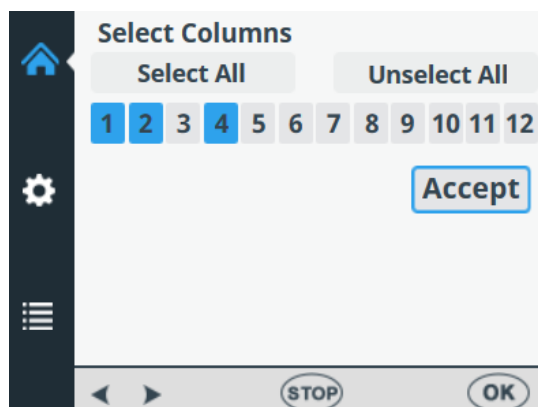 Select Columns
Select All Unselect All
1 2 3 4 5 6 7 8 9 10 11 12
Accept
STOP OK